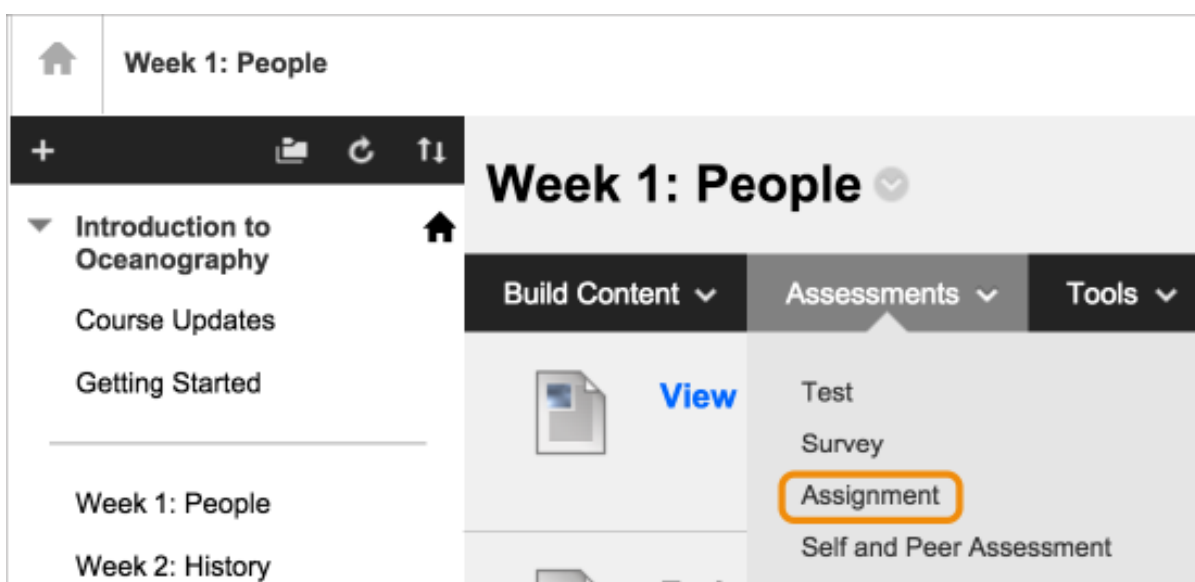 Week 1: People
Introduction to
Oceanography
Course Updates
Getting Started
Week 1: People
Week 2: History
Week 1: People
Build Content
Assessments
Tools
View
Test
Survey
Assignment
Self and Peer Assessment